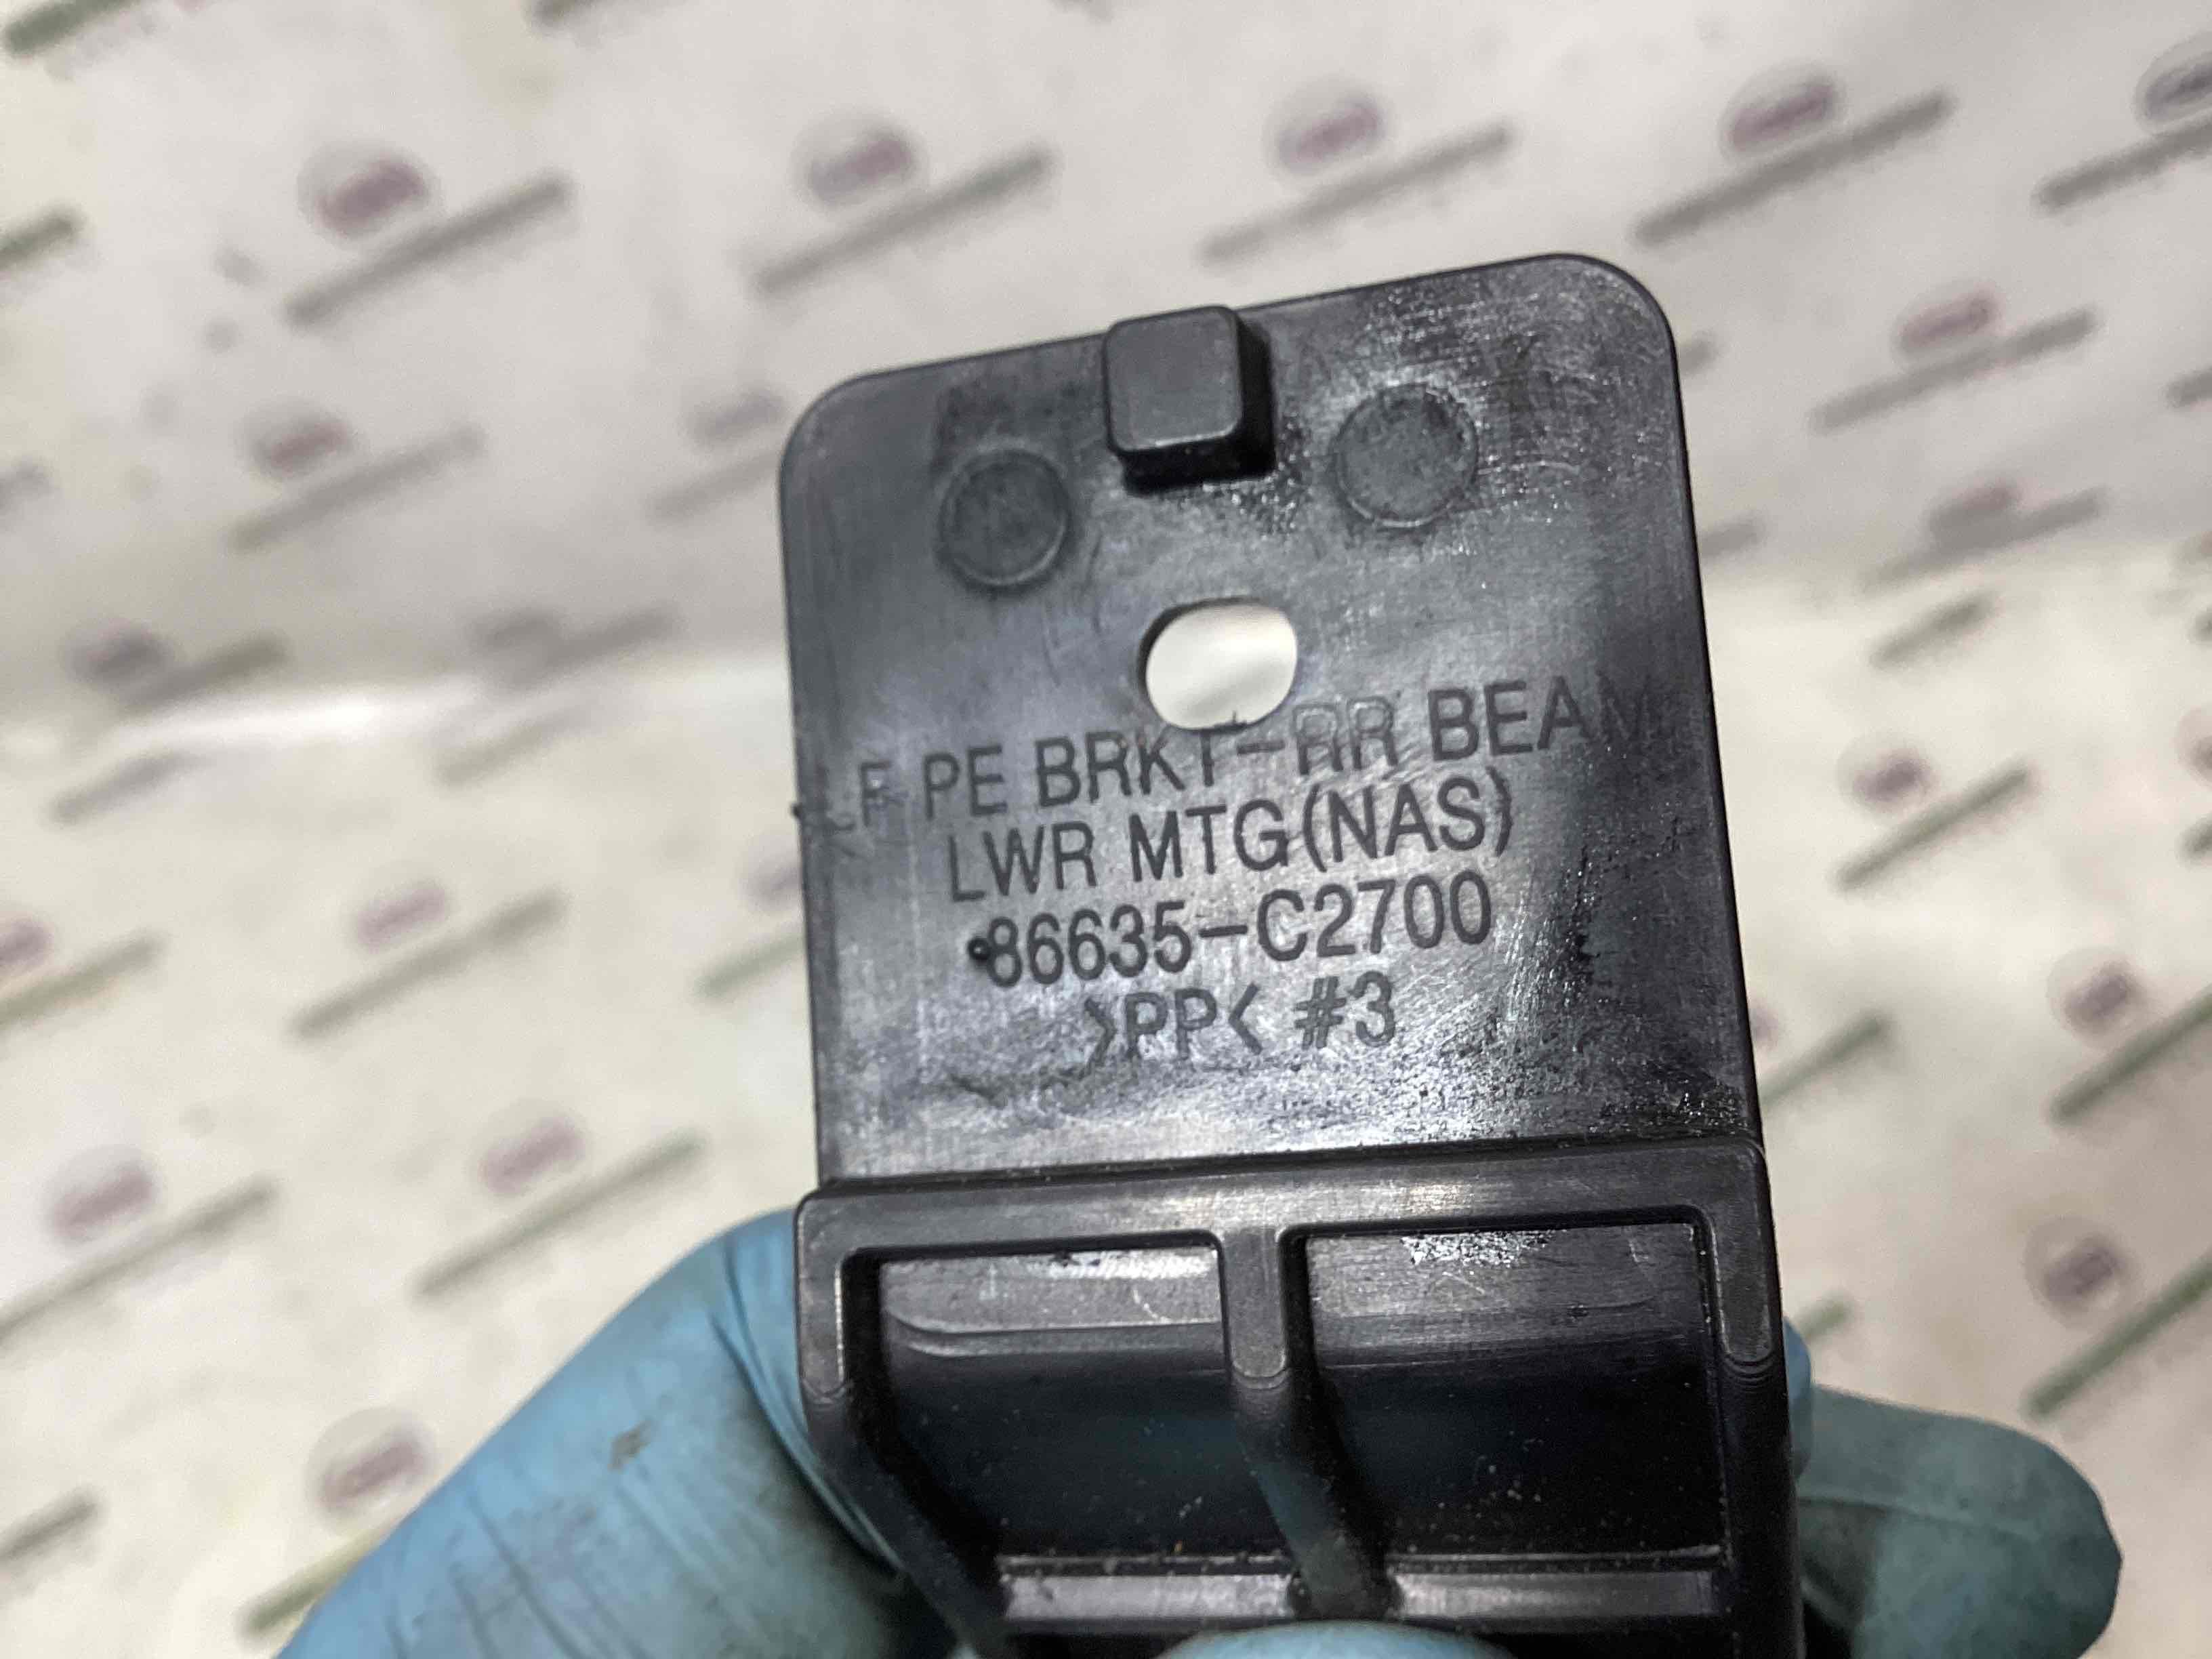 LF PE BRKT-RR BEAM
LWR MTG(NAS)
86635-C2700
>PP< #3